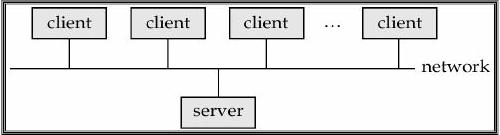 client client client … client
network
server